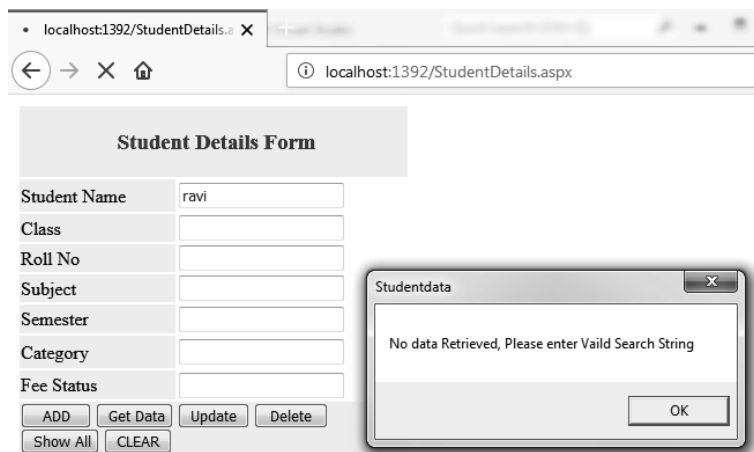 localhost:1392/StudentDetails.a
localhost:1392/StudentDetails.aspx
Student Details Form
Student Name ravi
Class
Roll No
Subject
Semester
Category
Fee Status
ADD Get Data Update Delete
Show All CLEAR
Studentdata
No data Retrieved, Please enter Vaild Search String
OK